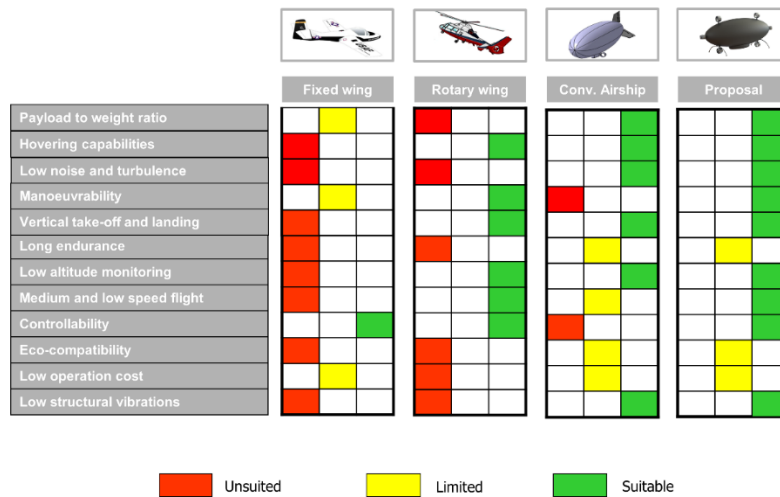 Fixed wing
Rotary wing
Conv. Airship
Proposal
Payload to weight ratio
Hovering capabilities
Low noise and turbulence
Manoeuvrability
Vertical take-off and landing
Long endurance
Low altitude monitoring
Medium and low speed flight
Controllability
Eco-compatibility
Low operation cost
Low structural vibrations
Unsuited
Limited
Suitable